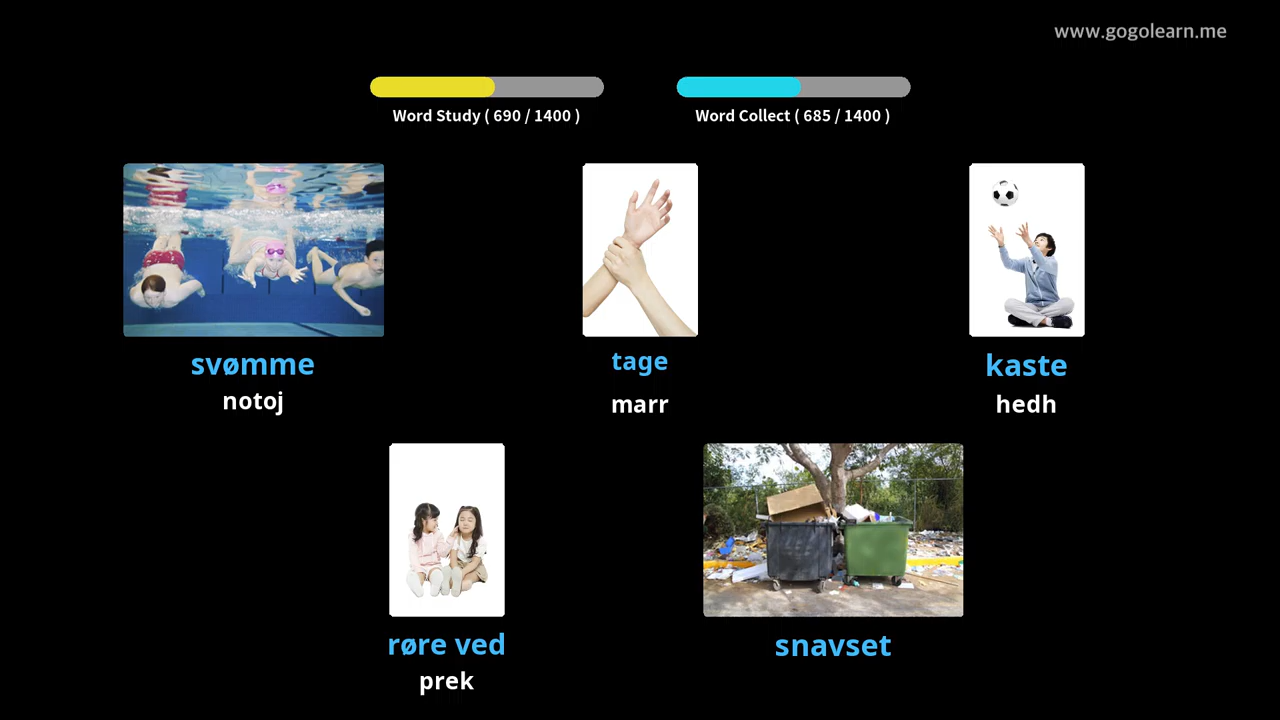 www.gogolearn.me
Word Study ( 690 / 1400 )
Word Collect ( 685 / 1400 )
svømme
notoj
tage
marr
kaste
hedh
røre ved
prek
snavset